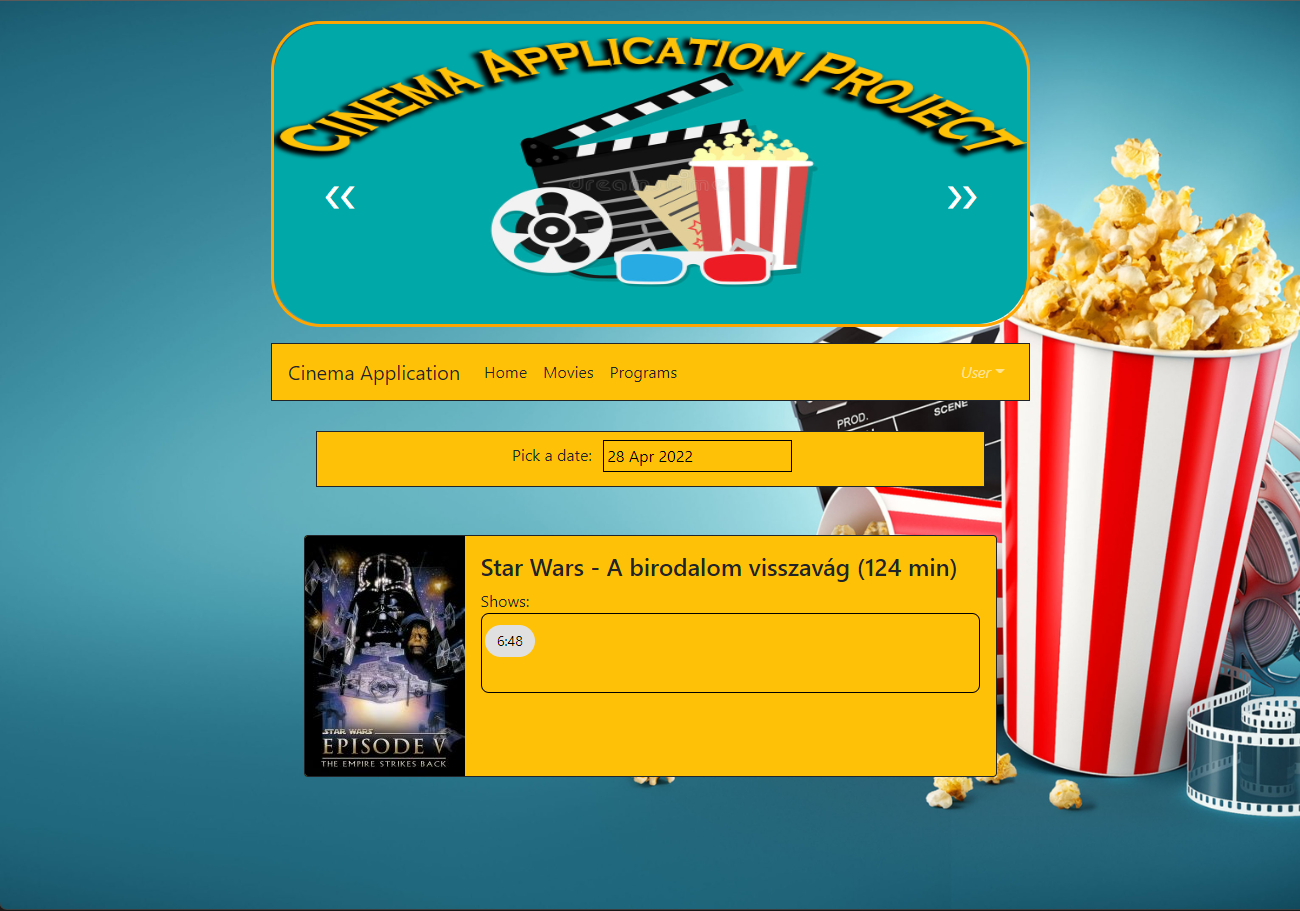 Cinema Application Project
«
»
Cinema Application Home Movies Programs User
PROD.
SCENE
Pick a date: 28 Apr 2022
Star Wars - A birodalom visszavág (124 min)
Shows:
6:48
STAR WARS
EPISODE V
THE EMPIRE STRIKES BACK